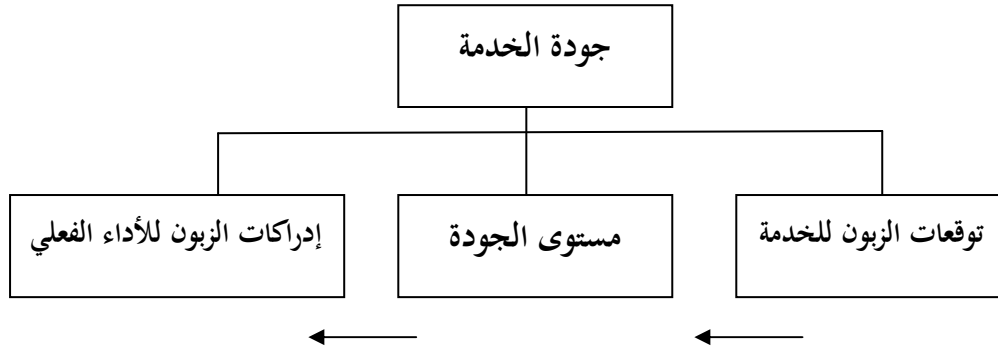 جودة الخدمة
توقعات الزبون للخدمة
مستوى الجودة
إدراكات الزبون للأداء الفعلي